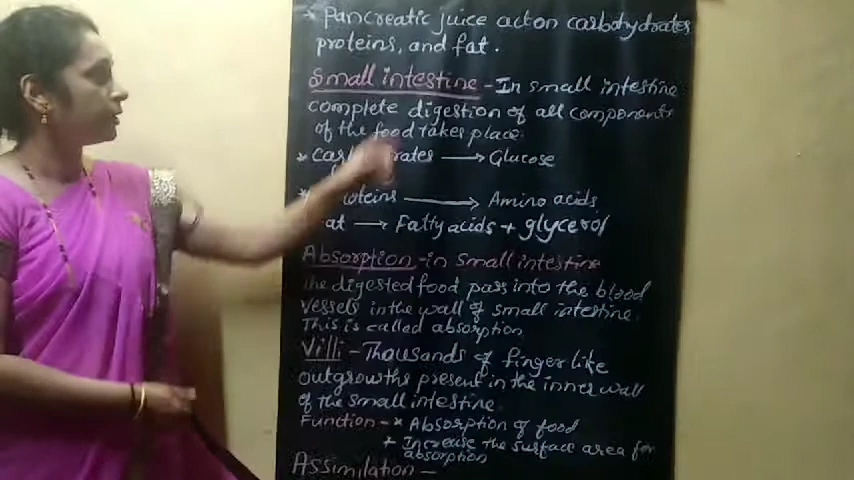 * Pancreatic juice act on carbohydrates
proteins, and fat.
Small intestine - In small intestine
complete digestion of all components
of the food takes place.
* → Glucose
→ Amino acids
→ Fatty acids + glycerol
Absorption - in small intestine
The digested food pass into the blood
vessels in the wall of small intestine.
This is called absorption
Villi - Thousands of finger like
outgrowths present in the inner wall
of the small intestine.
Function - * Absorption of food
+ Increase the surface area for
absorption
Assimilation -